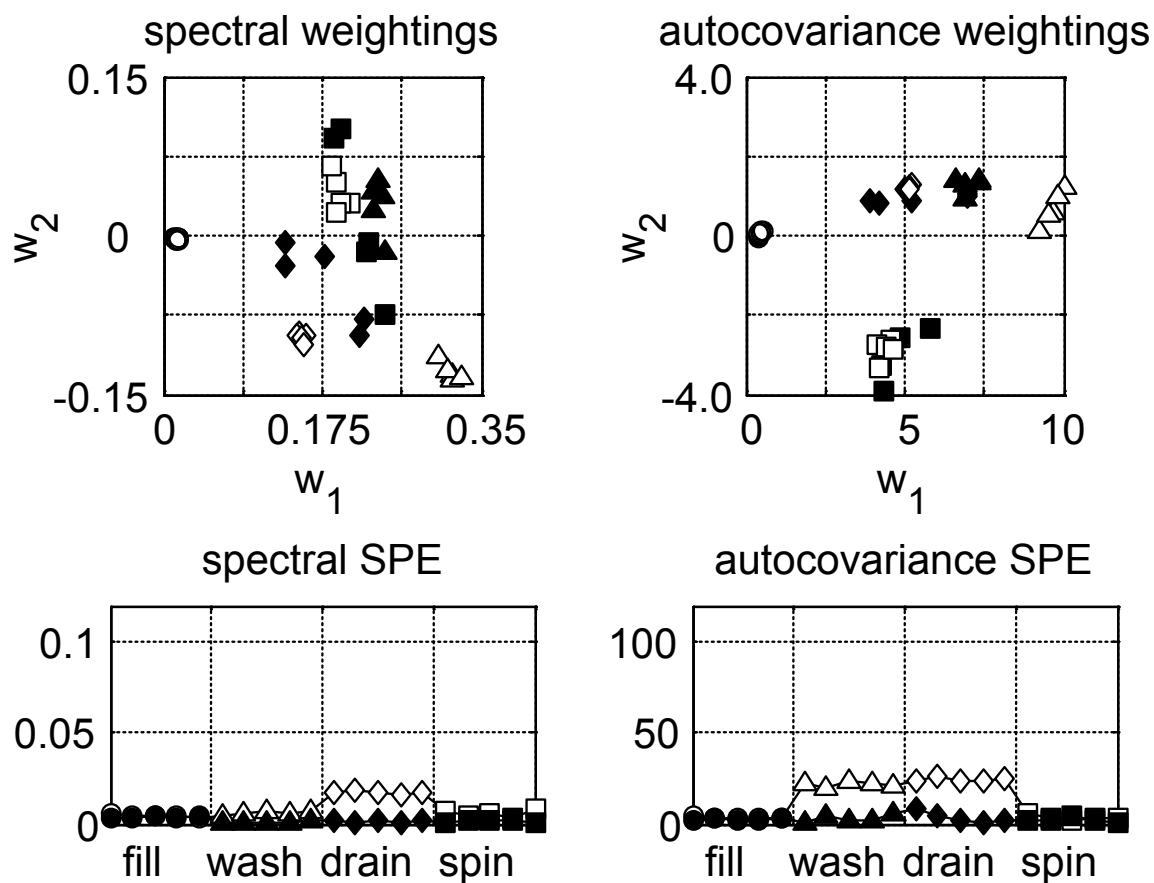 spectral weightings
0.15
0
-0.15
w2
0
0.175
0.35
w1
autocovariance weightings
4.0
0
-4.0
w2
0
5
10
w1
spectral SPE
0.1
0.05
0
fill wash drain spin
autocovariance SPE
100
50
0
fill wash drain spin